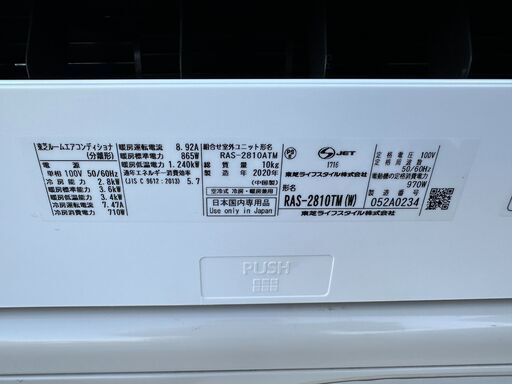 東芝ルームエアコンディショナ
(分離形)
電源
単相 100V 50/60Hz
冷房能力 2.8kW
暖房標準能力 3.6kW
暖房低温能力 3.4kW
冷房運転電流 7.47A
冷房消費電力 710W
暖房運転電流 8.92A
暖房標準電力 865W
暖房低温電力 1.240kW
通年エネルギー消費効率
(JIS C 9612:2013) 5.7
組合せ室外ユニット形名
RAS-2810ATM
質量 10kg
製造年 2020年
(中国製)
空冷式 冷房・暖房兼用
日本国内専用品
Use only in Japan
PS E
JET
1716
東芝ライフスタイル株式会社
定格電圧 100V
定格周波数
50/60Hz
電動機の定格消費電力
970W
形名
RAS-2810TM(W) 052A0234
東芝ライフスタイル株式会社
PUSH